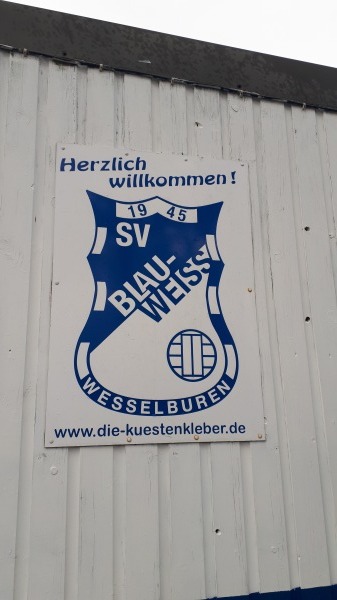 Herzlich
willkommen!
19 45
SV
BLAU-
WEISS
WESSELBUREN
www.die-kuestenkleber.de